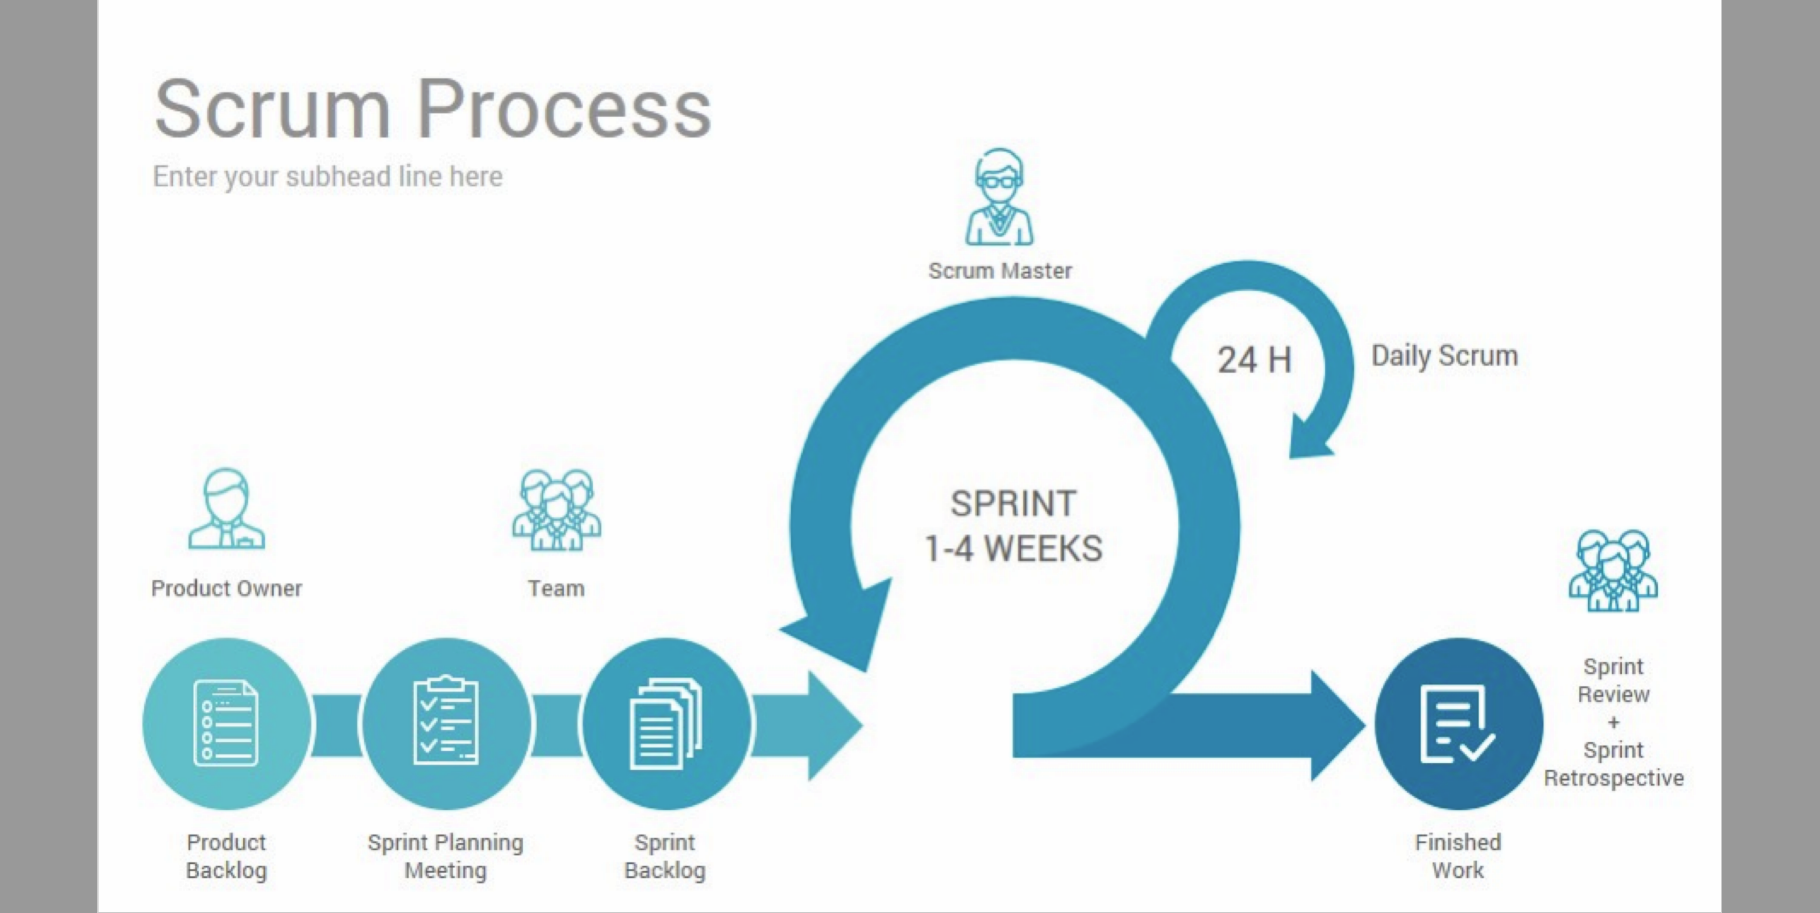 Scrum Process
Enter your subhead line here
Scrum Master
24 H
Daily Scrum
SPRINT
1-4 WEEKS
Product Owner
Team
Product
Backlog
Sprint Planning
Meeting
Sprint
Backlog
Finished
Work
Sprint
Review
+
Sprint
Retrospective